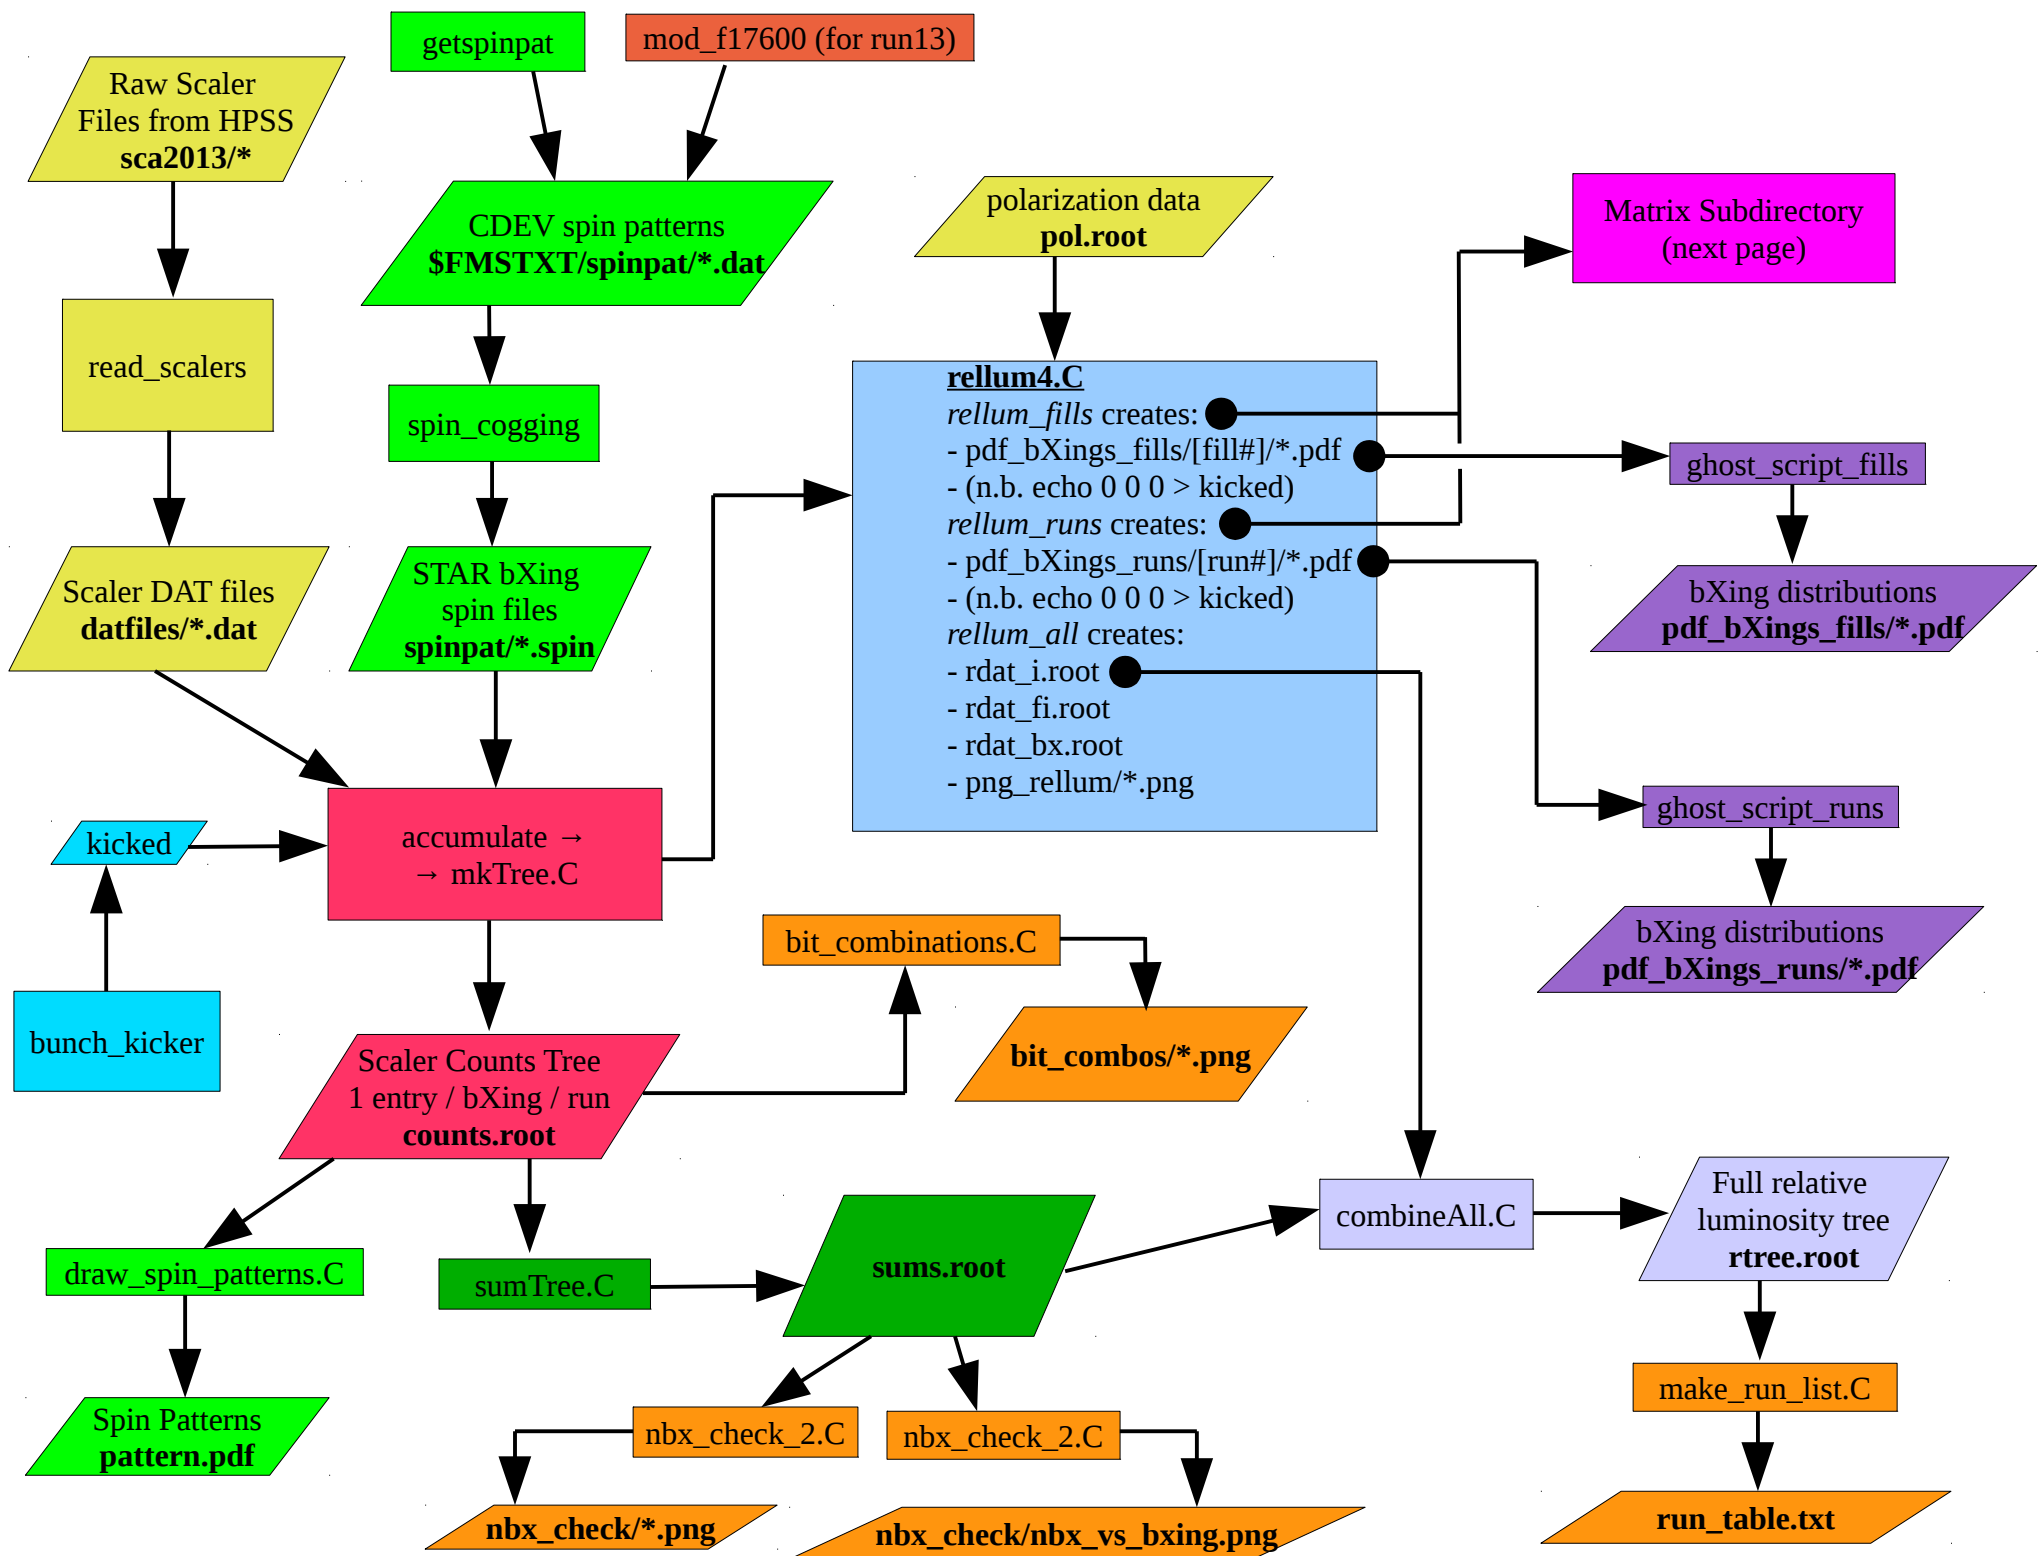 getspinpat
mod_f17600 (for run13)
Raw Scaler
Files from HPSS
sca2013/*
CDEV spin patterns
$FMSTXT/spinpat/*.dat
polarization data
pol.root
Matrix Subdirectory
(next page)
read_scalers
spin_cogging
rellum4.C
rellum_fills creates:
- pdf_bXings_fills/[fill#]/*.pdf
- (n.b. echo 0 0 0 > kicked)
rellum_runs creates:
- pdf_bXings_runs/[run#]/*.pdf
- (n.b. echo 0 0 0 > kicked)
rellum_all creates:
- rdat_i.root
- rdat_fi.root
- rdat_bx.root
- png_rellum/*.png
ghost_script_fills
bXing distributions
pdf_bXings_fills/*.pdf
Scaler DAT files
datfiles/*.dat
STAR bXing
spin files
spinpat/*.spin
ghost_script_runs
bXing distributions
pdf_bXings_runs/*.pdf
kicked
accumulate →
→ mkTree.C
bunch_kicker
bit_combinations.C
bit_combos/*.png
Scaler Counts Tree
1 entry / bXing / run
counts.root
draw_spin_patterns.C
sumTree.C
sums.root
combineAll.C
Full relative
luminosity tree
rtree.root
Spin Patterns
pattern.pdf
nbx_check_2.C
nbx_check_2.C
make_run_list.C
nbx_check/*.png
nbx_check/nbx_vs_bxing.png
run_table.txt